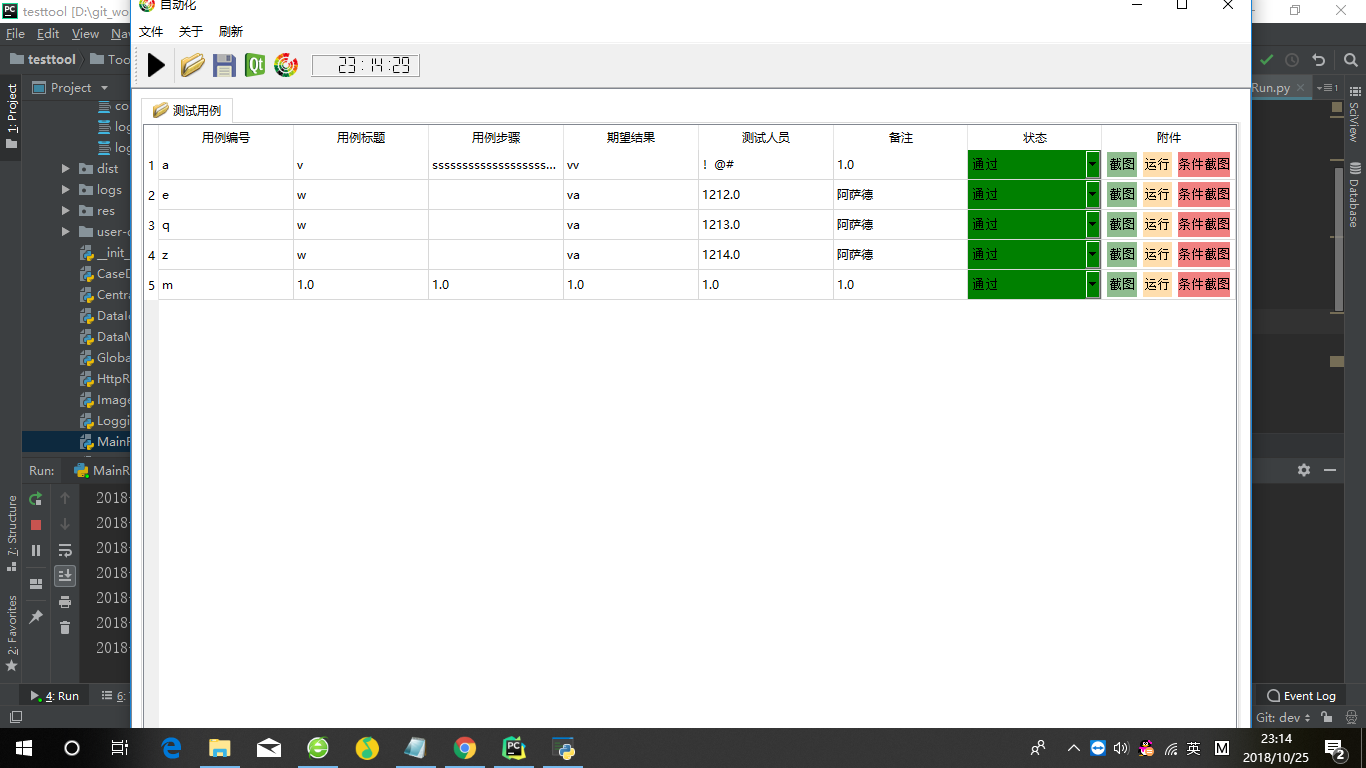 testtool [D:\git_wo
自动化
File Edit View Nav
文件 关于 刷新
testtool Too
23:14:29
Project
Run.py
1
1: Project
测试用例
SciView
Database
用例编号 用例标题 用例步骤 期望结果 测试人员 备注 状态 附件
1 a v sssssssssssssssssss... vv ！@# 1.0 通过 截图 运行 条件截图
2 e w va 1212.0 阿萨德 通过 截图 运行 条件截图
3 q w va 1213.0 阿萨德 通过 截图 运行 条件截图
4 z w va 1214.0 阿萨德 通过 截图 运行 条件截图
5 m 1.0 1.0 1.0 1.0 1.0 通过 截图 运行 条件截图
co
log
log
dist
logs
res
user-c
__init_
CaseD
Centra
DataM
Globa
HttpR
Image
Loggi
MainR
Run: MainR
2018-
2018-
2018-
2018-
2018-
2018-
2018-
7: Structure
2: Favorites
4: Run 6:
Event Log
Git: dev
英 M
23:14
2018/10/25
2